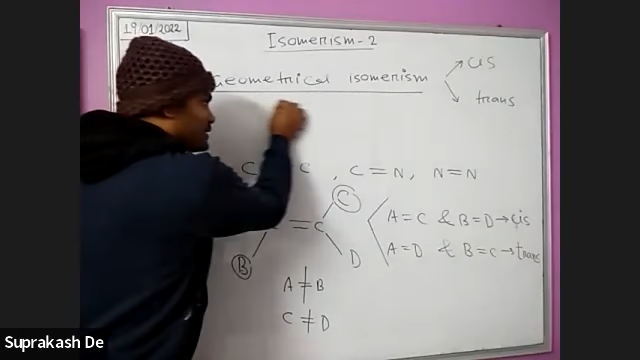 19/01/2022
Isomerism-2
Geometrical isomerism
cis
trans
C C , C=N, N=N
C
C=C
A=C & B=D→cis
B
D
A=D & B=C→trans
A≠B
C≠D
Suprakash De